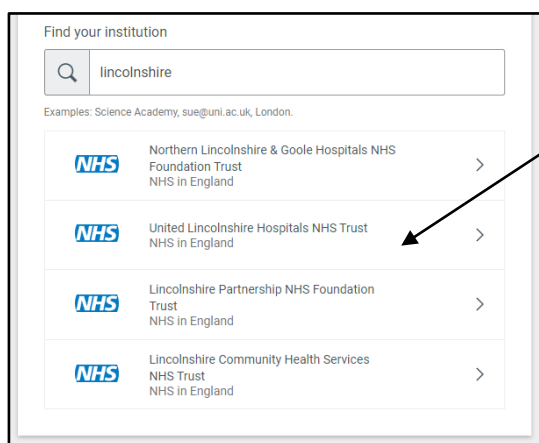 Find your institution
lincolnshire
Examples: Science Academy, sue@uni.ac.uk, London.
NHS
Northern Lincolnshire & Goole Hospitals NHS
Foundation Trust
NHS in England
NHS
United Lincolnshire Hospitals NHS Trust
NHS in England
NHS
Lincolnshire Partnership NHS Foundation
Trust
NHS in England
NHS
Lincolnshire Community Health Services
NHS Trust
NHS in England